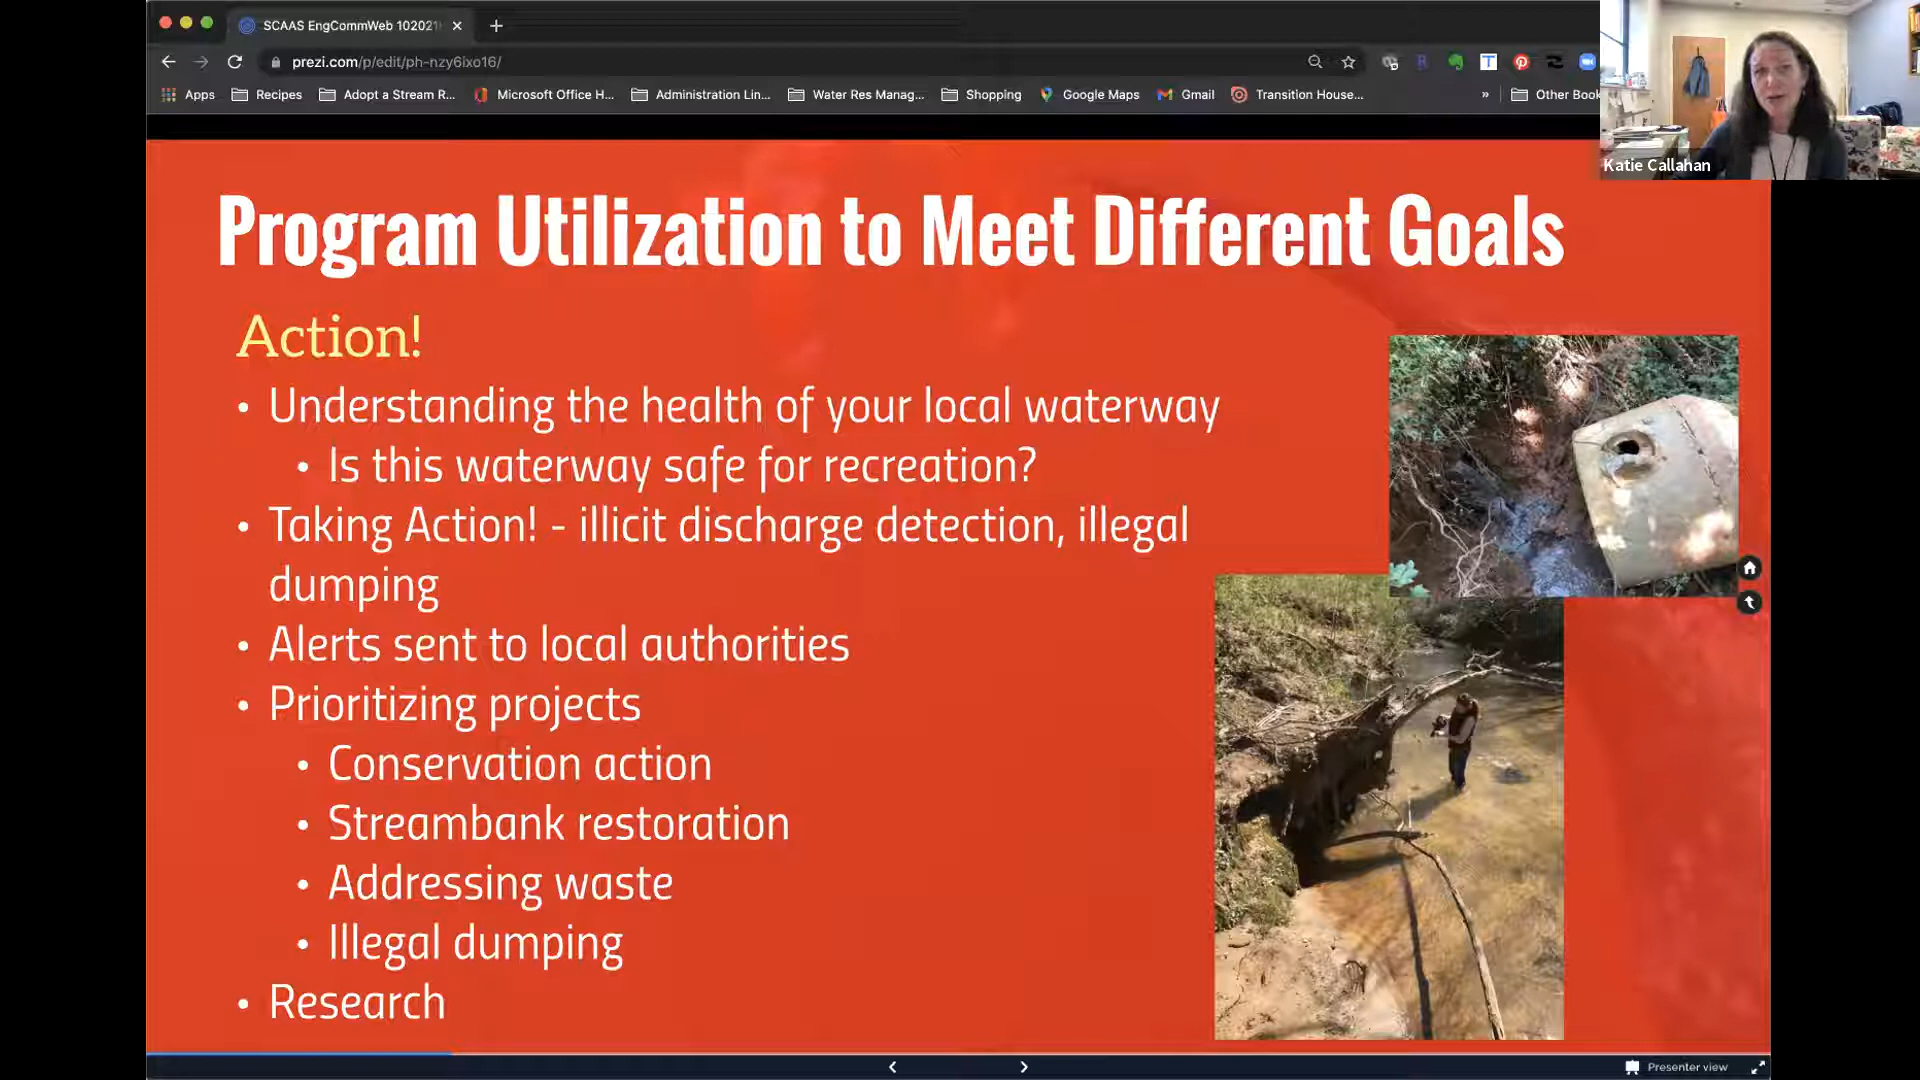 SCAAS EngCommWeb 102021
prezi.com/p/edit/ph-nzy6ixo16/
Apps Recipes Adopt a Stream R... Microsoft Office H... Administration Lin... Water Res Manag... Shopping Google Maps Gmail Transition House... » Other Book
Katie Callahan
Program Utilization to Meet Different Goals
Action!
• Understanding the health of your local waterway
• Is this waterway safe for recreation?
• Taking Action! - illicit discharge detection, illegal
dumping
• Alerts sent to local authorities
• Prioritizing projects
• Conservation action
• Streambank restoration
• Addressing waste
• Illegal dumping
• Research
Presenter view